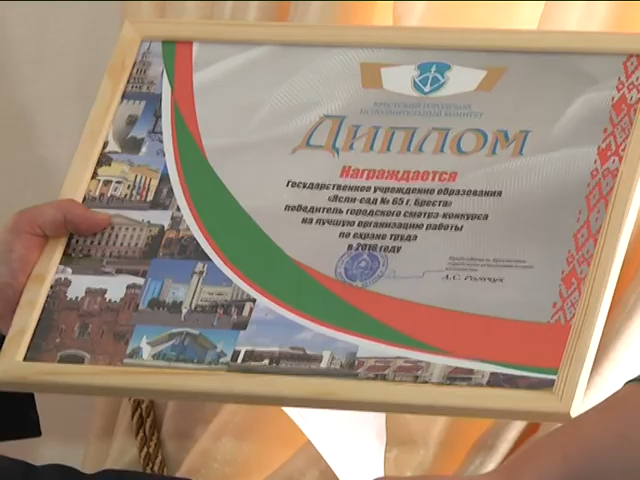 БРЕСТСКИЙ ГОРОДСКОЙ
ИСПОЛНИТЕЛЬНЫЙ КОМИТЕТ
ДИПЛОМ
Награждается
Государственное учреждение образования
«Ясли-сад № 65 г. Бреста»
победитель городского смотра-конкурса
на лучшую организацию работы
по охране труда
в 2016 году
А.С. Рогачук